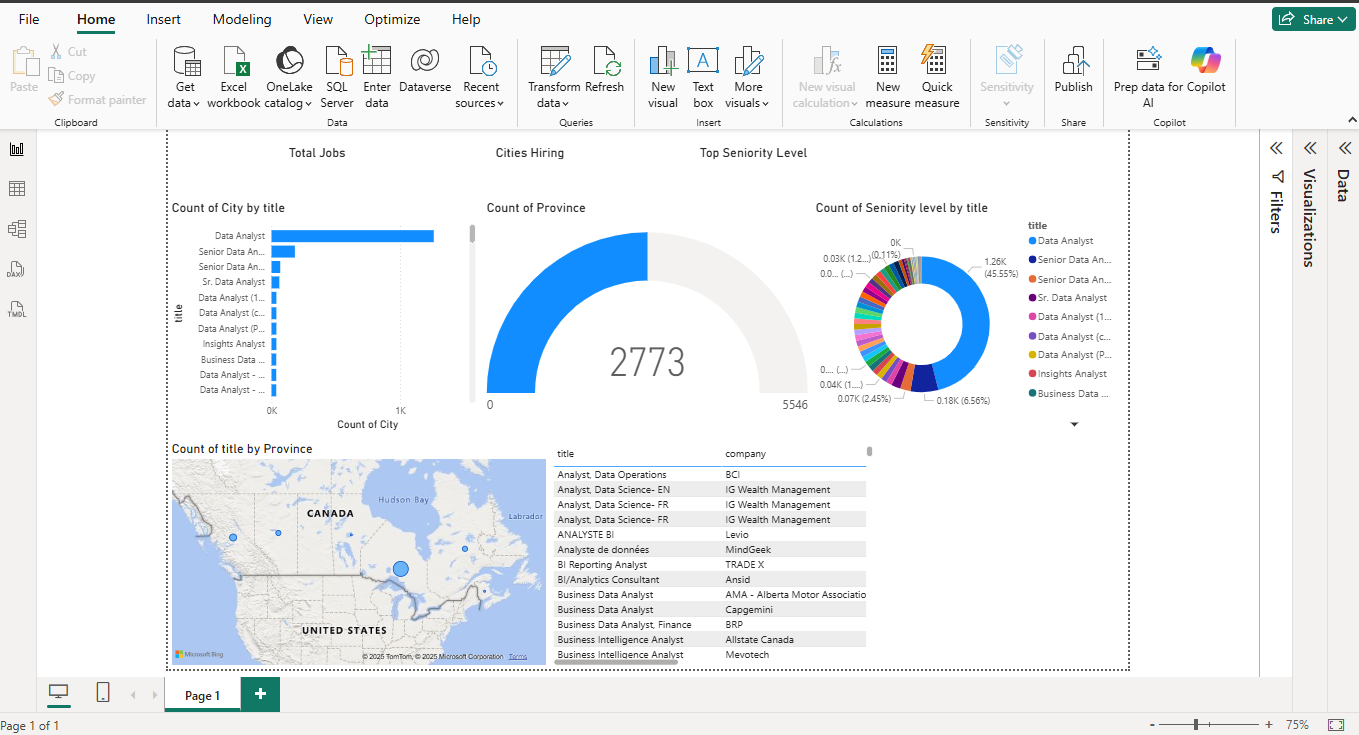 File Home Insert Modeling View Optimize Help Share
Paste Cut Copy Format painter Clipboard
Get data Excel workbook OneLake catalog SQL Server Enter data Dataverse Recent sources Data
Transform data Refresh Queries
New visual Text box More visuals Insert
New visual calculation New measure Quick measure Calculations
Sensitivity Sensitivity
Publish Share
Prep data for AI Copilot Copilot
Total Jobs Cities Hiring Top Seniority Level
Count of City by title
title
Data Analyst
Senior Data An...
Senior Data An...
Sr. Data Analyst
Data Analyst (1...
Data Analyst (c...
Data Analyst (P...
Insights Analyst
Business Data ...
Data Analyst - ...
Data Analyst - ...
0K 1K
Count of City
Count of Province
2773
0 5546
Count of Seniority level by title
0K
(0.11%)
0.03K (1.2...)
0.0... (...)
1.26K
(45.55%)
0.... (...)
0.04K (1....)
0.07K (2.45%)
0.18K (6.56%)
title
Data Analyst
Senior Data An...
Senior Data An...
Sr. Data Analyst
Data Analyst (1...
Data Analyst (c...
Data Analyst (P...
Insights Analyst
Business Data ...
Count of title by Province
Hudson Bay
CANADA
Labrador
UNITED STATES
Microsoft Bing
© 2025 TomTom, © 2025 Microsoft Corporation Terms
title company
Analyst, Data Operations BCI
Analyst, Data Science- EN IG Wealth Management
Analyst, Data Science- FR IG Wealth Management
Analyst, Data Science- FR IG Wealth Management
ANALYSTE BI Levio
Analyste de données MindGeek
BI Reporting Analyst TRADE X
BI/Analytics Consultant Ansid
Business Data Analyst AMA - Alberta Motor Associatio
Business Data Analyst Capgemini
Business Data Analyst, Finance BRP
Business Intelligence Analyst Allstate Canada
Business Intelligence Analyst Mevotech
Filters
Visualizations
Data
DAX
TMDL
Page 1 +
Page 1 of 1
- + 75%